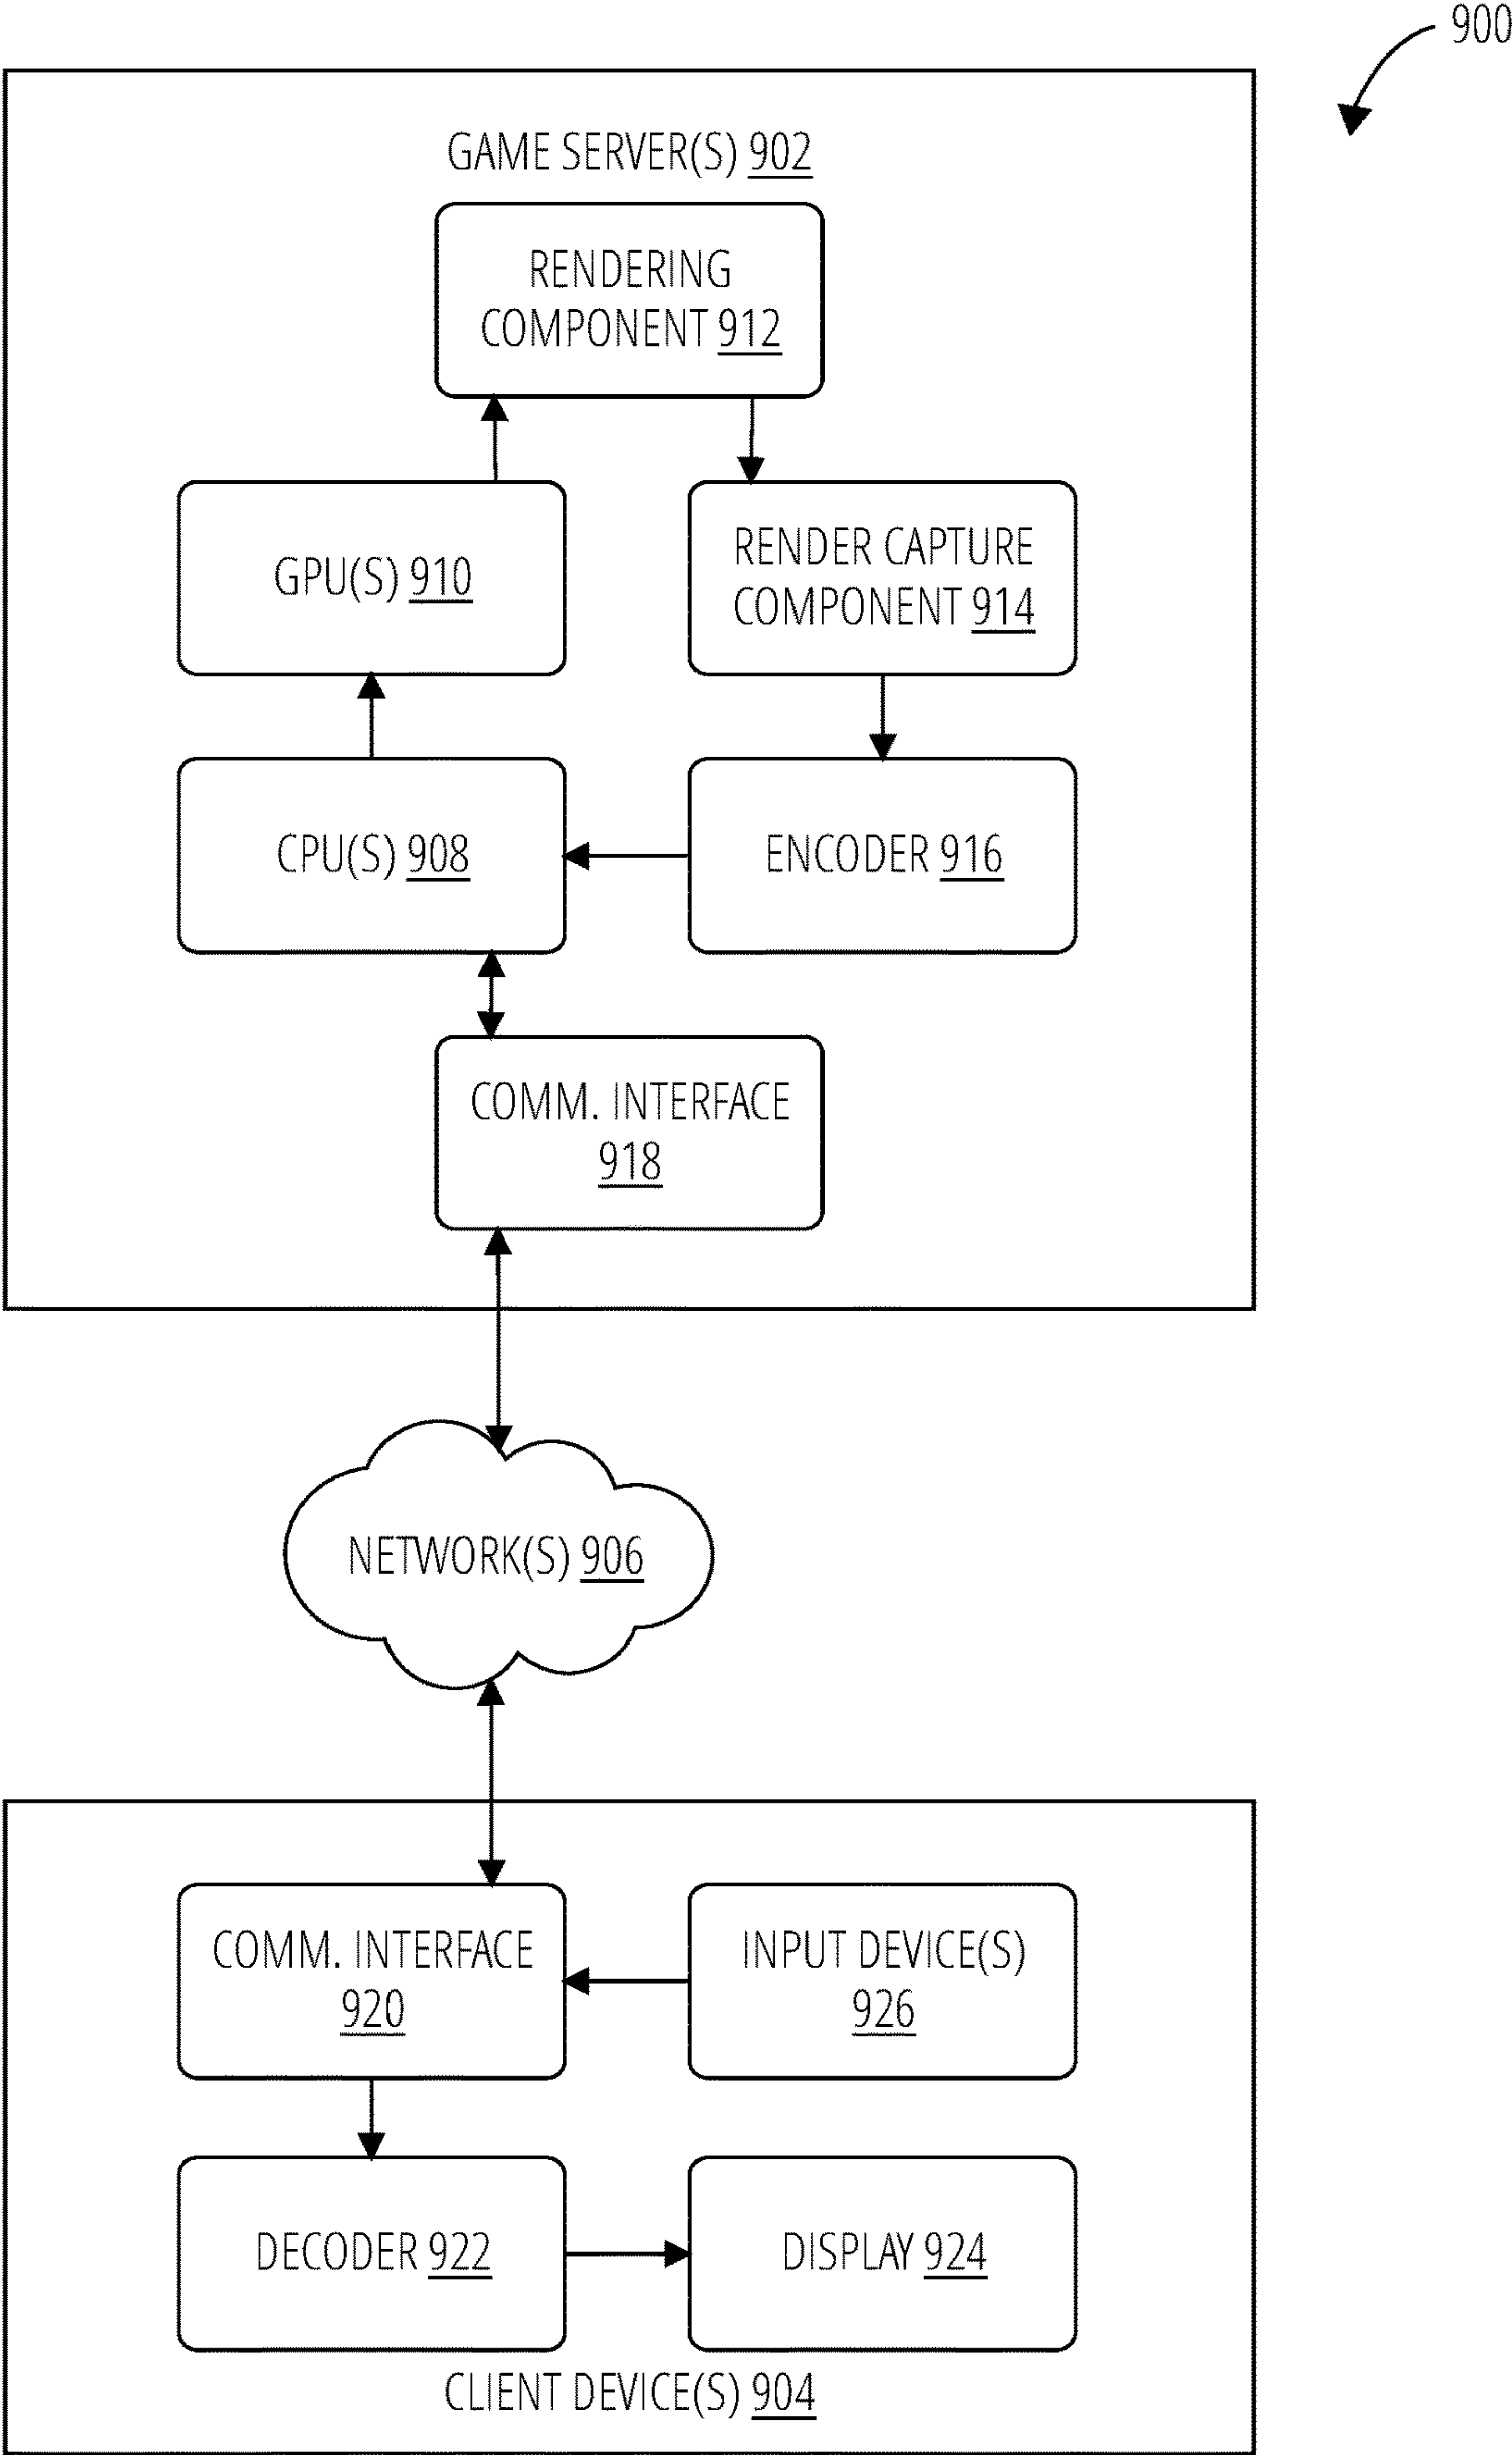 900
GAME SERVER(S) 902
RENDERING
COMPONENT 912
GPU(S) 910
RENDER CAPTURE
COMPONENT 914
CPU(S) 908
ENCODER 916
COMM. INTERFACE
918
NETWORK(S) 906
COMM. INTERFACE
920
INPUT DEVICE(S)
926
DECODER 922
DISPLAY 924
CLIENT DEVICE(S) 904